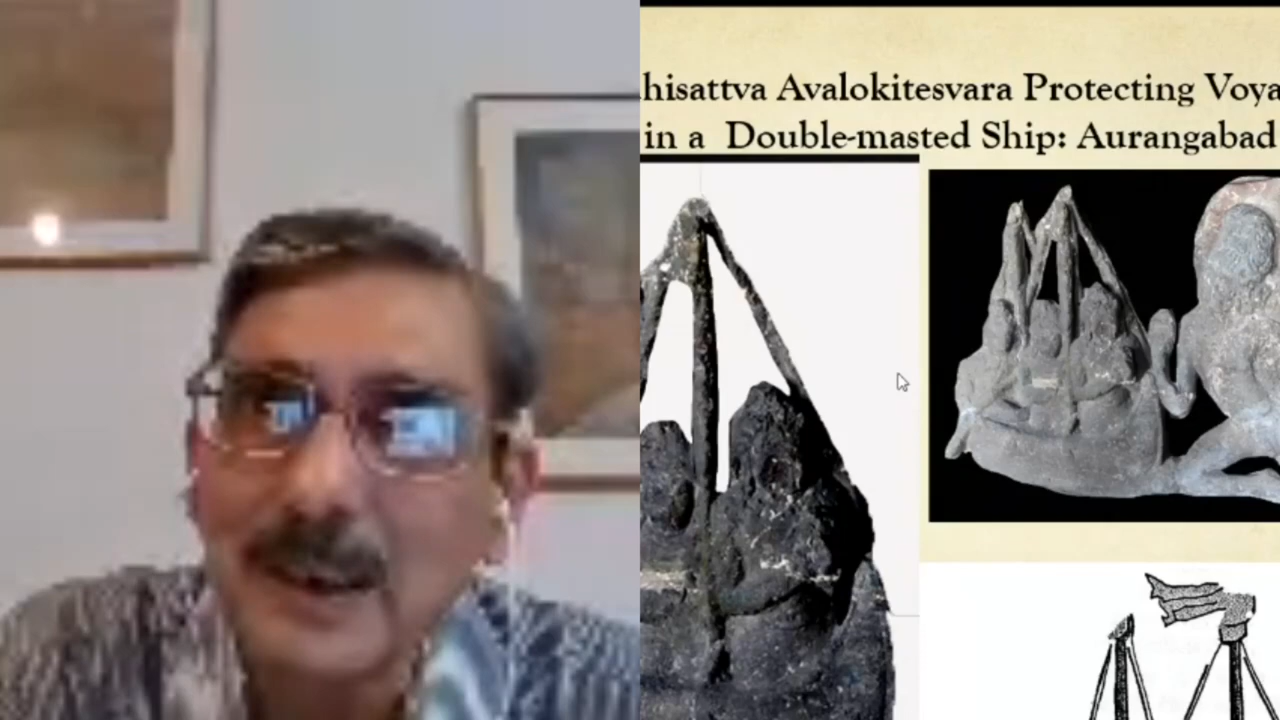 hisattva Avalokitesvara Protecting Voya
in a Double-masted Ship: Aurangabad